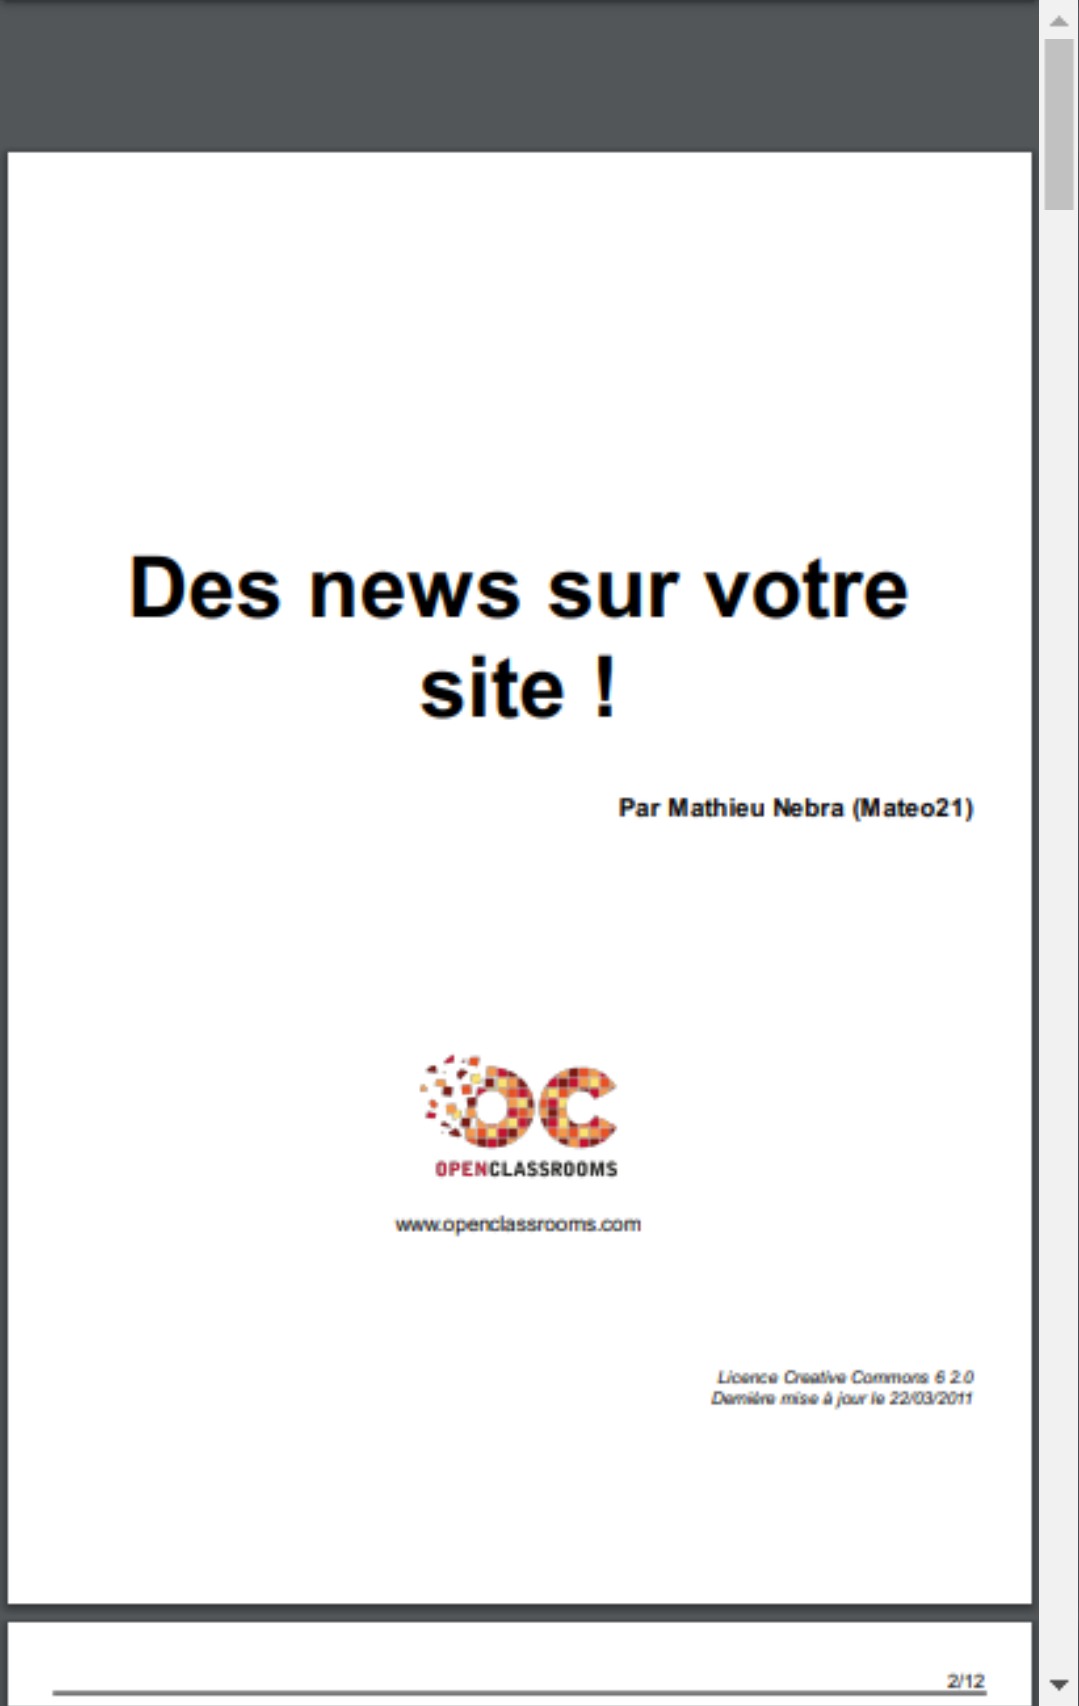 Des news sur votre
site !
Par Mathieu Nebra (Mateo21)
OC
OPENCLASSROOMS
www.openclassrooms.com
Licence Creative Commons 6 2.0
Dernière mise à jour le 22/03/2011
2/12